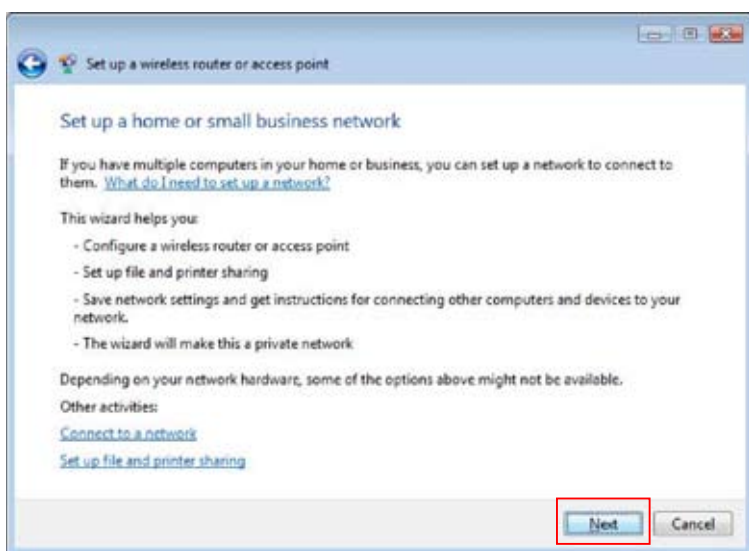 Set up a wireless router or access point
Set up a home or small business network
If you have multiple computers in your home or business, you can set up a network to connect to
them. What do I need to set up a network?
This wizard helps you:
- Configure a wireless router or access point
- Set up file and printer sharing
- Save network settings and get instructions for connecting other computers and devices to your
network.
- The wizard will make this a private network
Depending on your network hardware, some of the options above might not be available.
Other activities:
Connect to a network
Set up file and printer sharing
Next Cancel